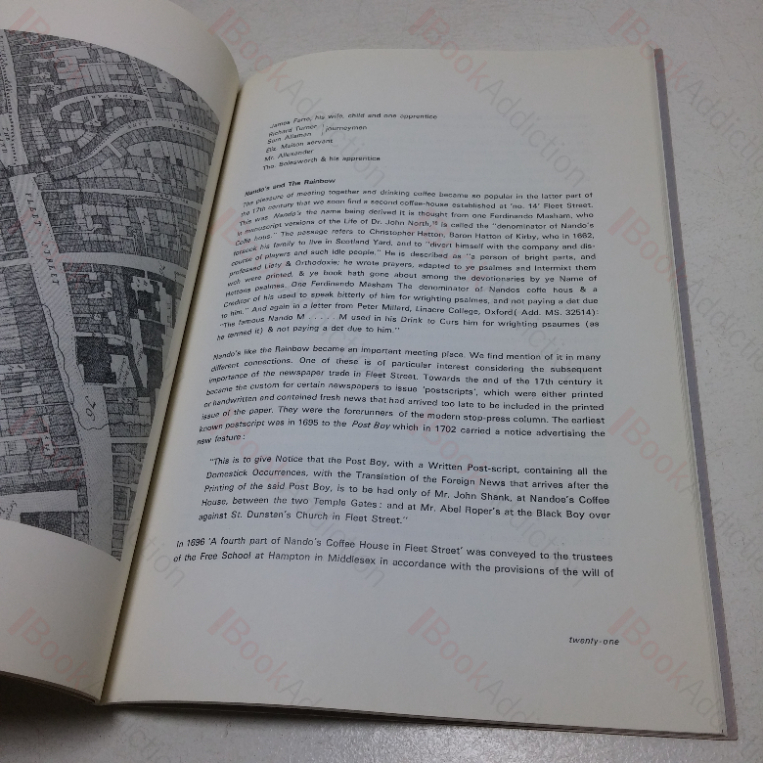 FLEET STREET
James Farie, his wife, child and one apprentice
Richard Turner } journeymen
Sam Allaman
Eliz. Malion servant
Mr. Allexander
Tho. Bolesworth & his apprentice
Nando's and The Rainbow
The pleasure of meeting together and drinking coffee became so popular in the latter part of
the 17th century that we soon find a second coffee-house established at 'no. 14' Fleet Street.
This was Nando's the name being derived it is thought from one Ferdinando Masham, who
in manuscript versions of the Life of Dr. John North, is called the "denominator of Nando's
Coffe hous." The passage refers to Christopher Hatton, Baron Hatton of Kirby, who in 1662,
forsook his family to live in Scotland Yard, and to "divert himself with the company and dis-
course of players and such idle people." He is described as "a person of bright parts, and
professed Liety & Orthodoxie; he wrote prayers, adapted to ye psalmes and Intermixt them
wch were printed, & ye book hath gone about among the devotionaries by ye Name of
Hattons psalmes. One Ferdinando Masham The denominator of Nandos coffe hous & a
Creditor of his used to speak bitterly of him for wrighting psalmes, and not paying a det due
to him." And again in a letter from Peter Millard, Linacre College, Oxford( Add. MS. 32514):
"The famous Nando M . . . . . M used in his Drink to Curs him for wrighting psaumes (as
he termed it) & not paying a det due to him."
Nando's like the Rainbow became an important meeting place. We find mention of it in many
different connections. One of these is of particular interest considering the subsequent
importance of the newspaper trade in Fleet Street. Towards the end of the 17th century it
became the custom for certain newspapers to issue 'postscripts', which were either printed
or handwritten and contained fresh news that had arrived too late to be included in the printed
issue of the paper. They were the forerunners of the modern stop-press column. The earliest
known postscript was in 1695 to the Post Boy which in 1702 carried a notice advertising the
new feature:
"This is to give Notice that the Post Boy, with a Written Post-script, containing all the
Domestick Occurrences, with the Translation of the Foreign News that arrives after the
Printing of the said Post Boy, is to be had only of Mr. John Shank, at Nandoe's Coffee
House, between the two Temple Gates: and at Mr. Abel Roper's at the Black Boy over
against St. Dunstan's Church in Fleet Street."
In 1696 'A fourth part of Nando's Coffee House in Fleet Street' was conveyed to the trustees
of the Free School at Hampton in Middlesex in accordance with the provisions of the will of
twenty-one
BookAddiction